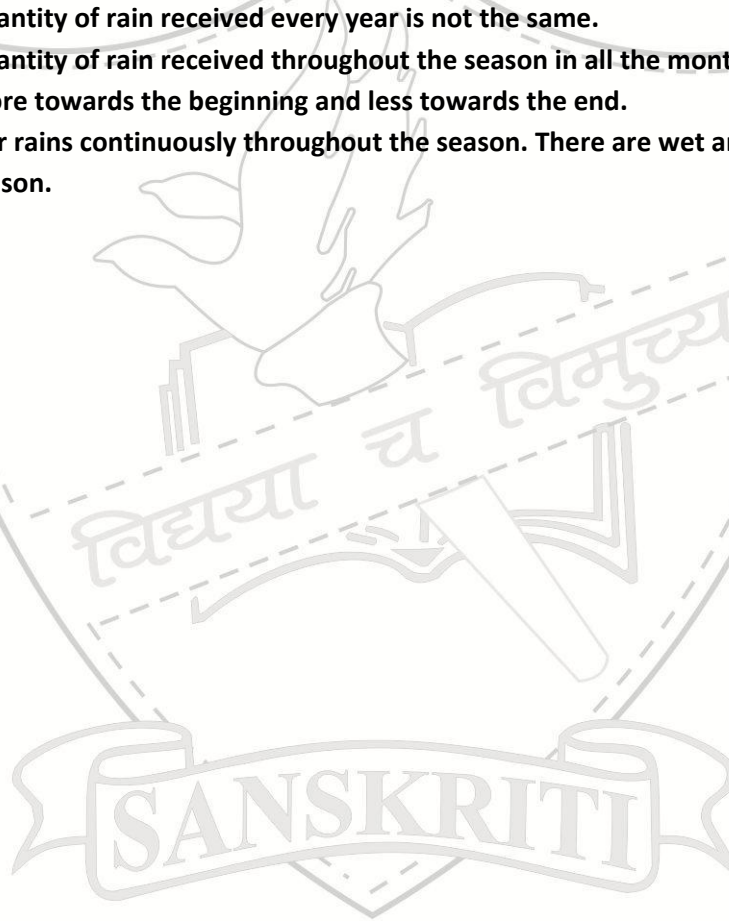 antity of rain received every year is not the same.
antity of rain received throughout the season in all the mont
ore towards the beginning and less towards the end.
r rains continuously throughout the season. There are wet a
son.
विमुच्य
विद्यया च
SANSKRITI